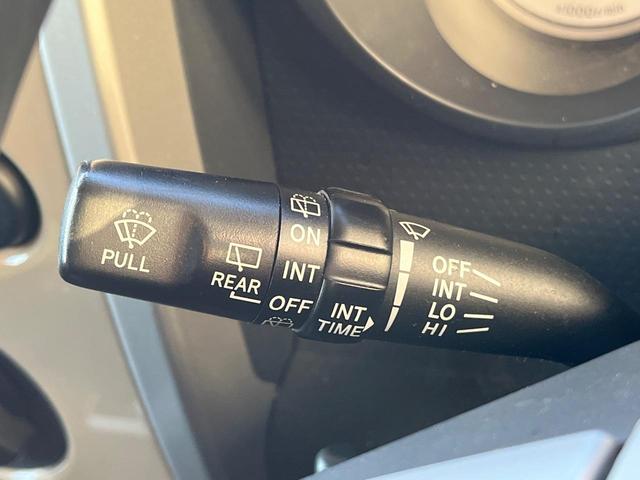 PULL
REAR
ON
INT
OFF
INT
TIME
OFF
INT
LO
HI